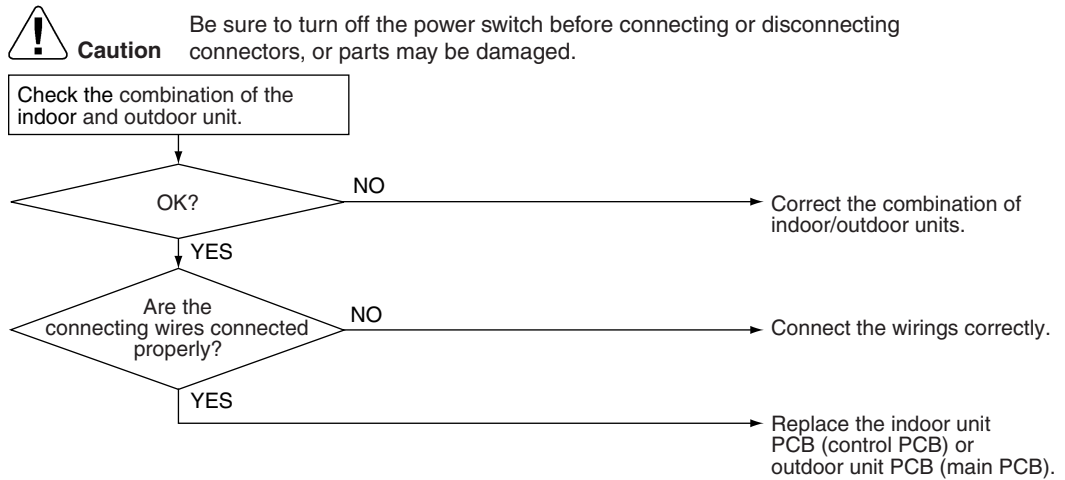 Be sure to turn off the power switch before connecting or disconnecting
Caution connectors, or parts may be damaged.
Check the combination of the
indoor and outdoor unit.
OK?
NO
Correct the combination of
indoor/outdoor units.
YES
Are the
connecting wires connected
properly?
NO
Connect the wirings correctly.
YES
Replace the indoor unit
PCB (control PCB) or
outdoor unit PCB (main PCB).